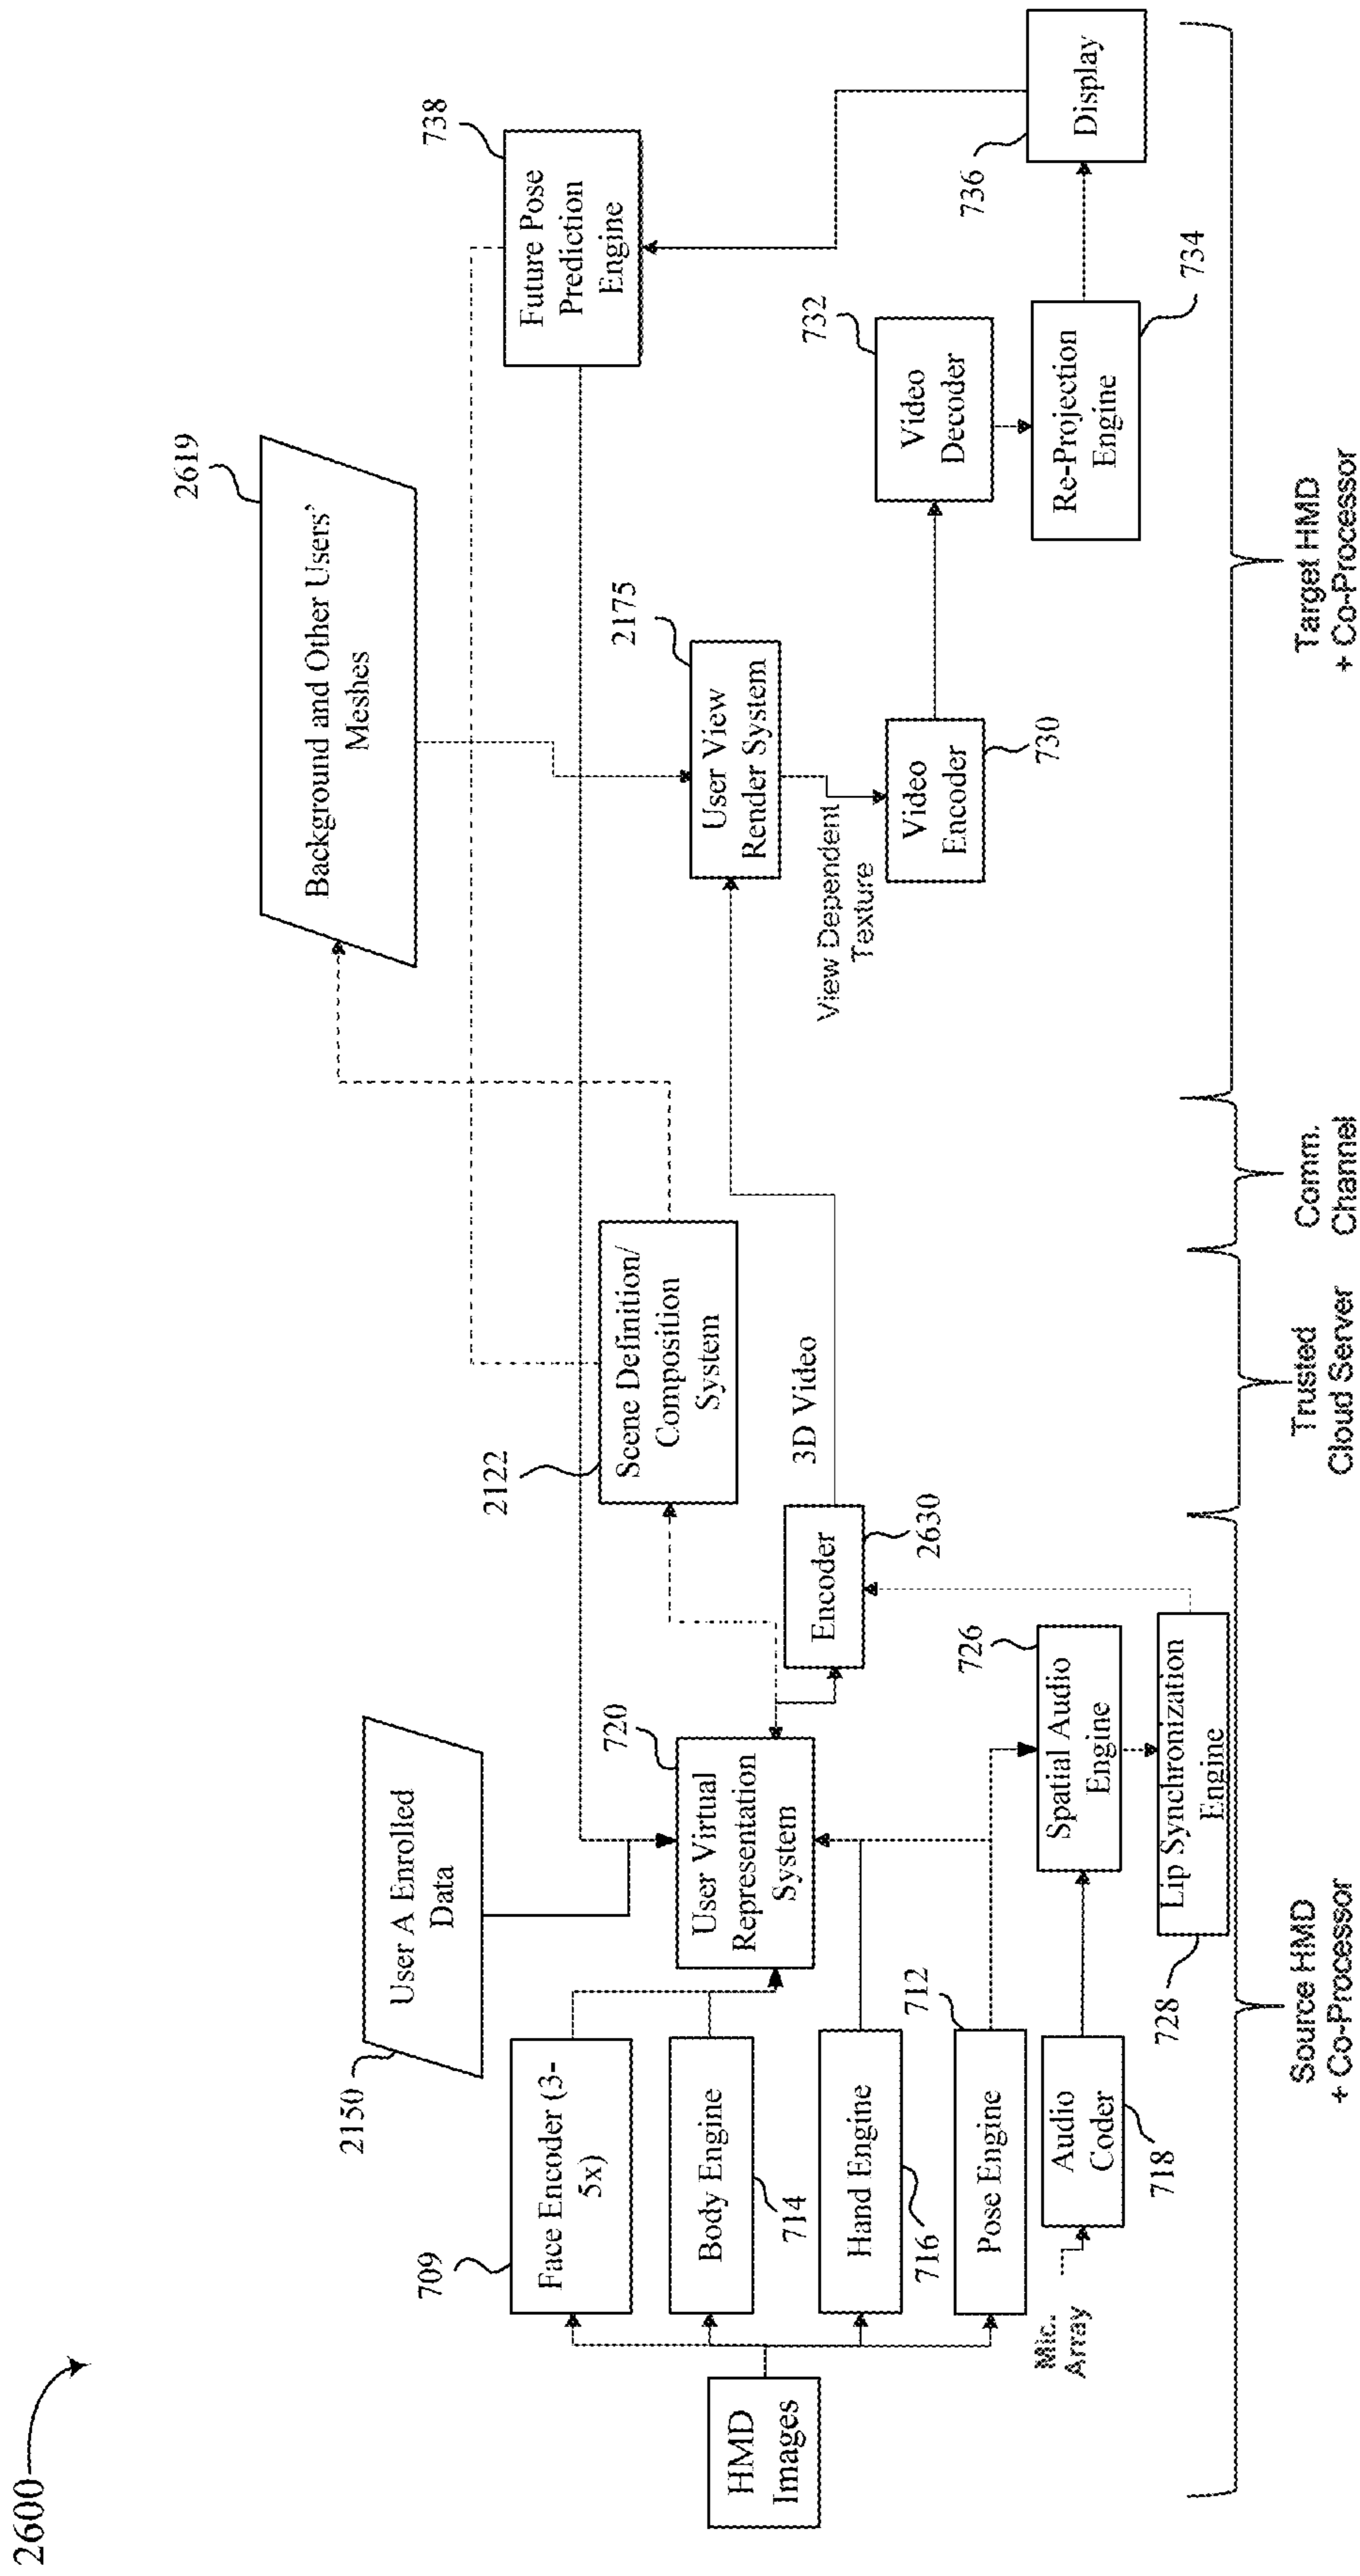 2600
2150
User A Enrolled
Data
2619
Background and Other Users'
Meshes
738
Future Pose
Prediction
Engine
709
Face Encoder (3-
5x)
2122
Scene Definition/
Composition
System
HMD
Images
Body Engine
714
720
User Virtual
Representation
System
2175
User View
Render System
Hand Engine
716
Encoder
2630
3D Video
View Dependent
Texture
732
Video
Decoder
Video
Encoder
730
712
Pose Engine
Mic.
Array
Audio
Coder
718
726
Spatial Audio
Engine
736
Display
Re-Projection
Engine
734
728
Lip Synchronization
Engine
Source HMD
+ Co-Processor
Trusted
Cloud Server
Comm.
Channel
Target HMD
+ Co-Processor